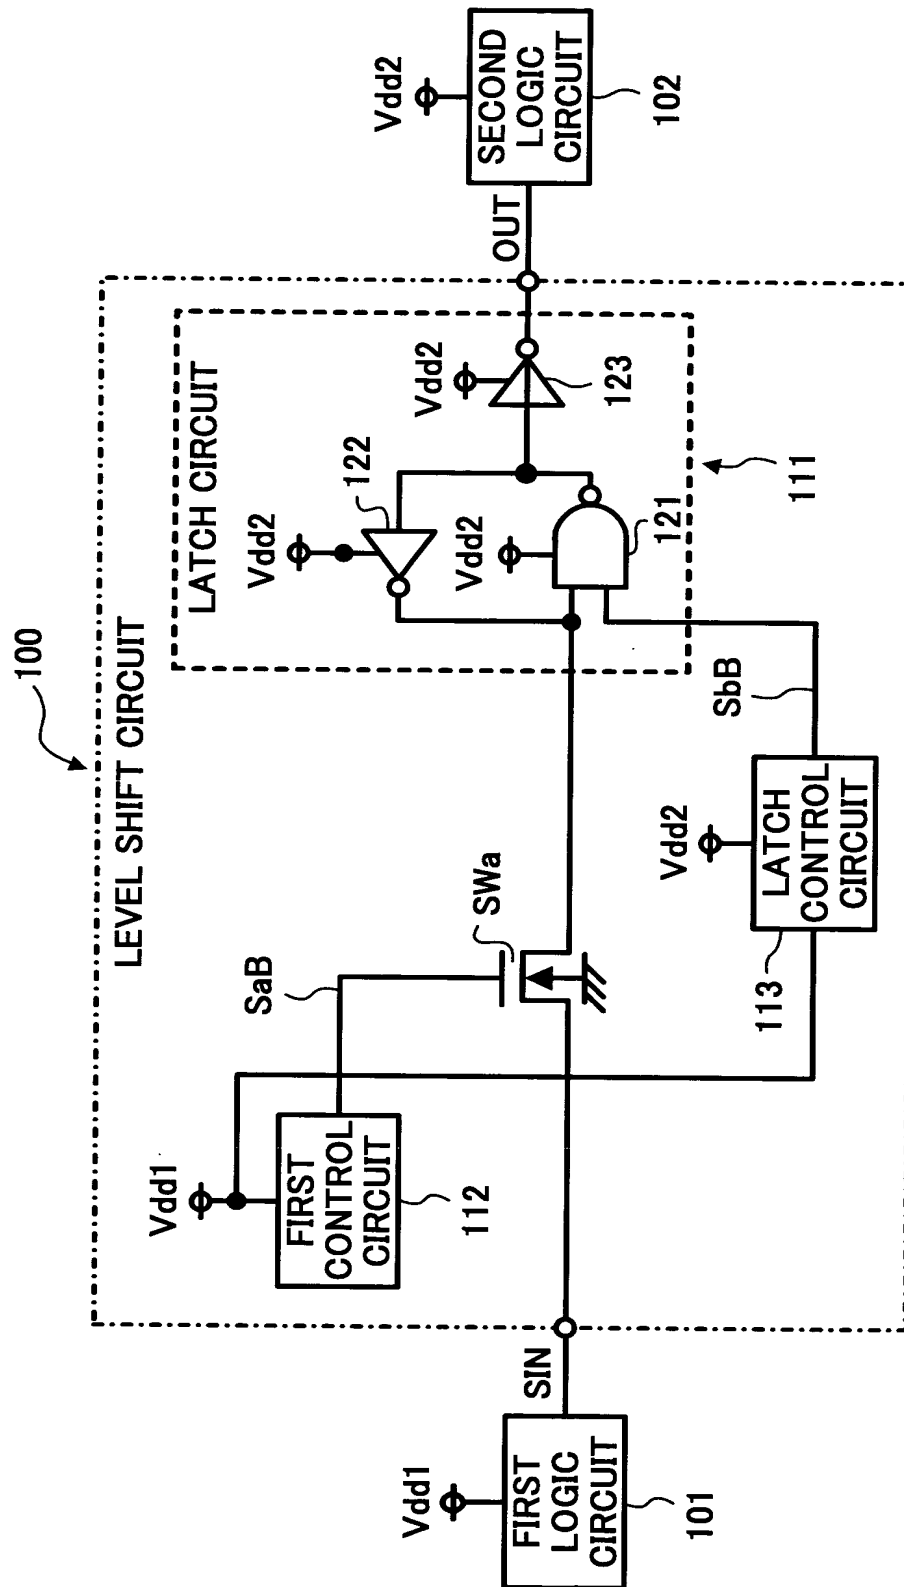 100
LEVEL SHIFT CIRCUIT
LATCH CIRCUIT
Vdd2
122
Vdd2
Vdd2
121
123
111
OUT
Vdd2
SECOND
LOGIC
CIRCUIT
102
Vdd1
FIRST
CONTROL
CIRCUIT
112
SaB
SWa
Vdd2
LATCH
CONTROL
CIRCUIT
113
SbB
Vdd1
FIRST
LOGIC
CIRCUIT
101
SIN